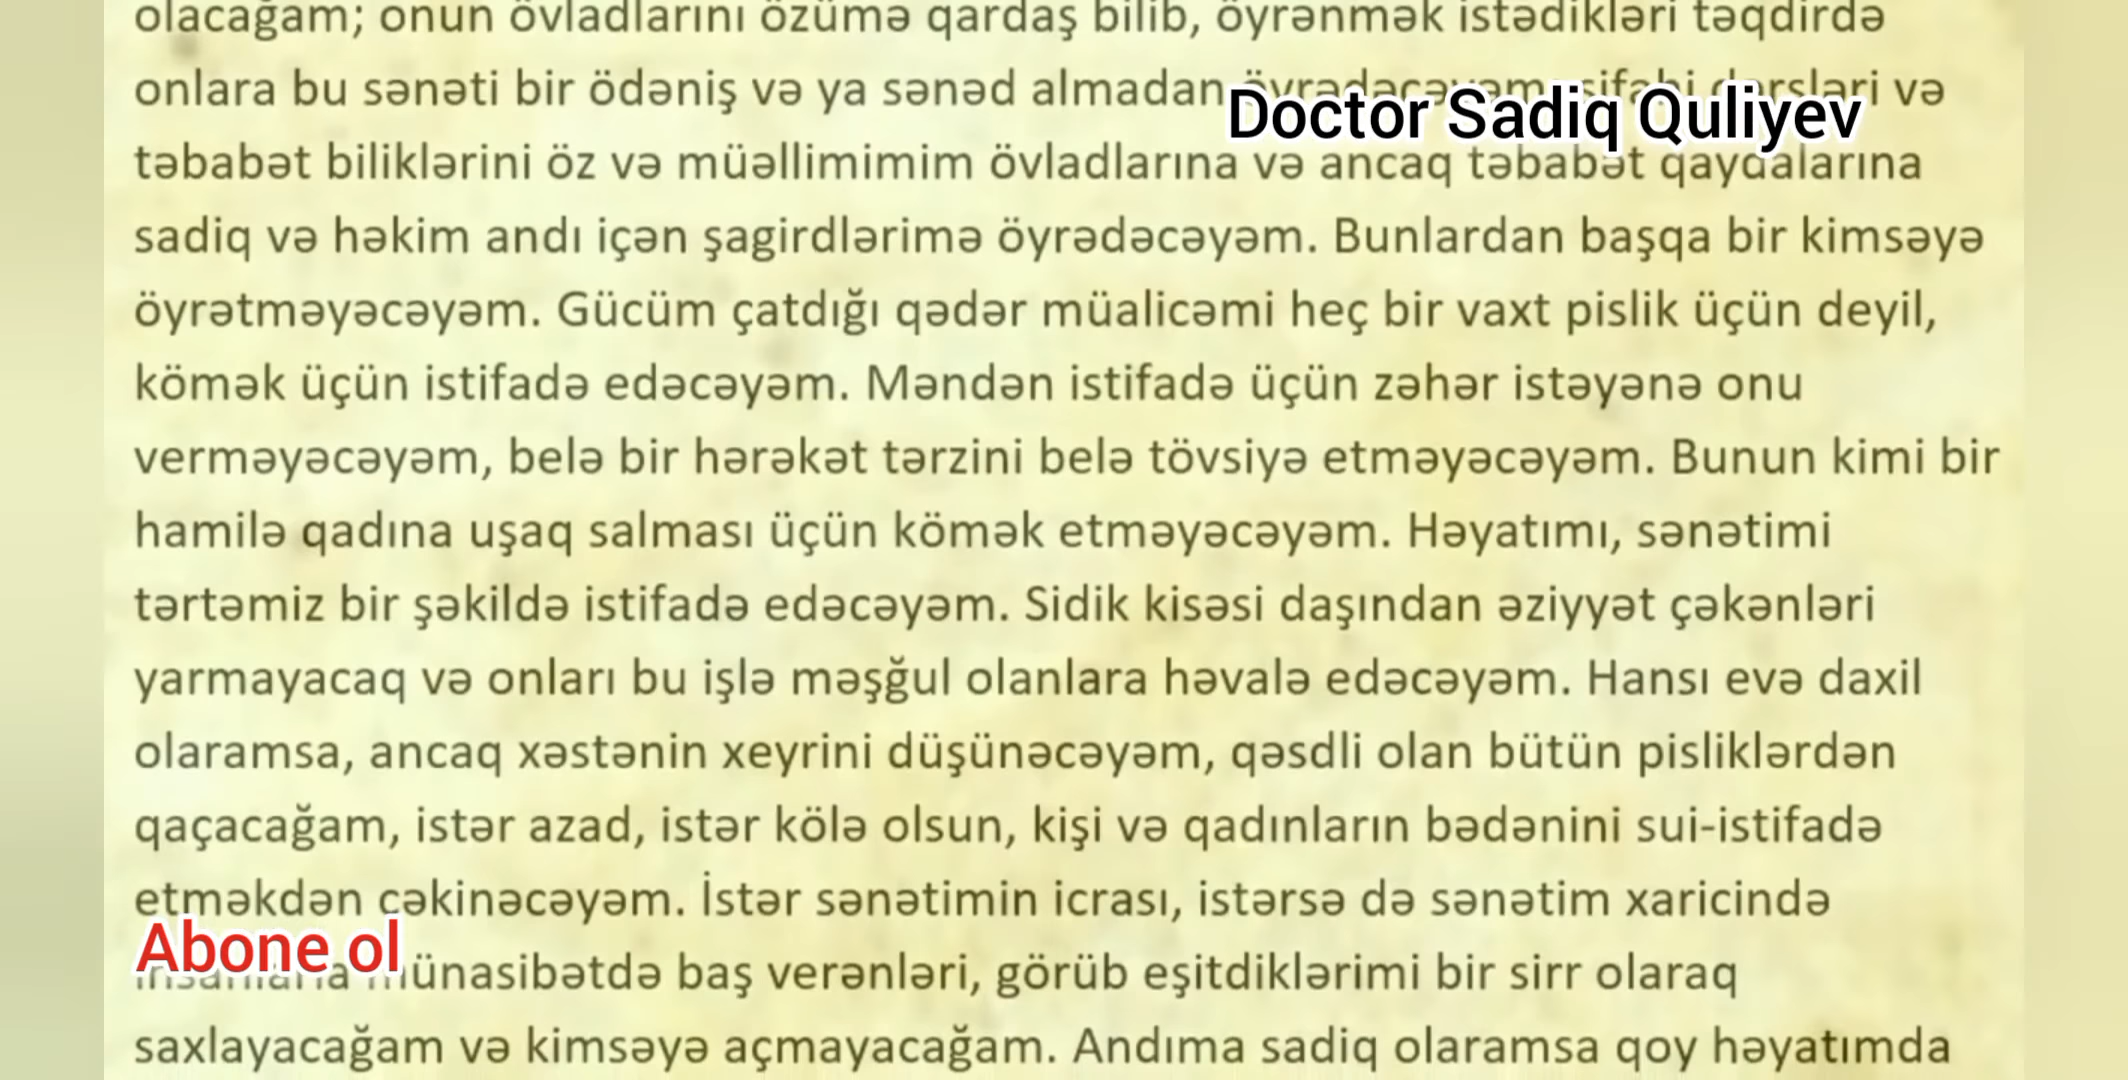 olacağam; onun övladlarını özümə qardaş bilib, öyrənmək istədikləri təqdirdə
onlara bu sənəti bir ödəniş və ya sənəd almadan öyrədəcəyəm, şifahi dərsləri və
Doctor Sadiq Quliyev
təbabət biliklərini öz və müəllimimim övladlarına və ancaq təbabət qaydalarına
sadiq və həkim andı içən şagirdlərimə öyrədəcəyəm. Bunlardan başqa bir kimsəyə
öyrətməyəcəyəm. Gücüm çatdığı qədər müalicəmi heç bir vaxt pislik üçün deyil,
kömək üçün istifadə edəcəyəm. Məndən istifadə üçün zəhər istəyənə onu
verməyəcəyəm, belə bir hərəkət tərzini belə tövsiyə etməyəcəyəm. Bunun kimi bir
hamilə qadına uşaq salması üçün kömək etməyəcəyəm. Həyatımı, sənətimi
tərtəmiz bir şəkildə istifadə edəcəyəm. Sidik kisəsi daşından əziyyət çəkənləri
yarmayacaq və onları bu işlə məşğul olanlara həvalə edəcəyəm. Hansı evə daxil
olaramsa, ancaq xəstənin xeyrini düşünəcəyəm, qəsdli olan bütün pisliklərdən
qaçacağam, istər azad, istər kölə olsun, kişi və qadınların bədənini sui-istifadə
etməkdən çəkinəcəyəm. İstər sənətimin icrası, istərsə də sənətim xaricində
Abone ol
insanlarla münasibətdə baş verənləri, görüb eşitdiklərimi bir sirr olaraq
saxlayacağam və kimsəyə açmayacağam. Andıma sadiq olaramsa qoy həyatımda